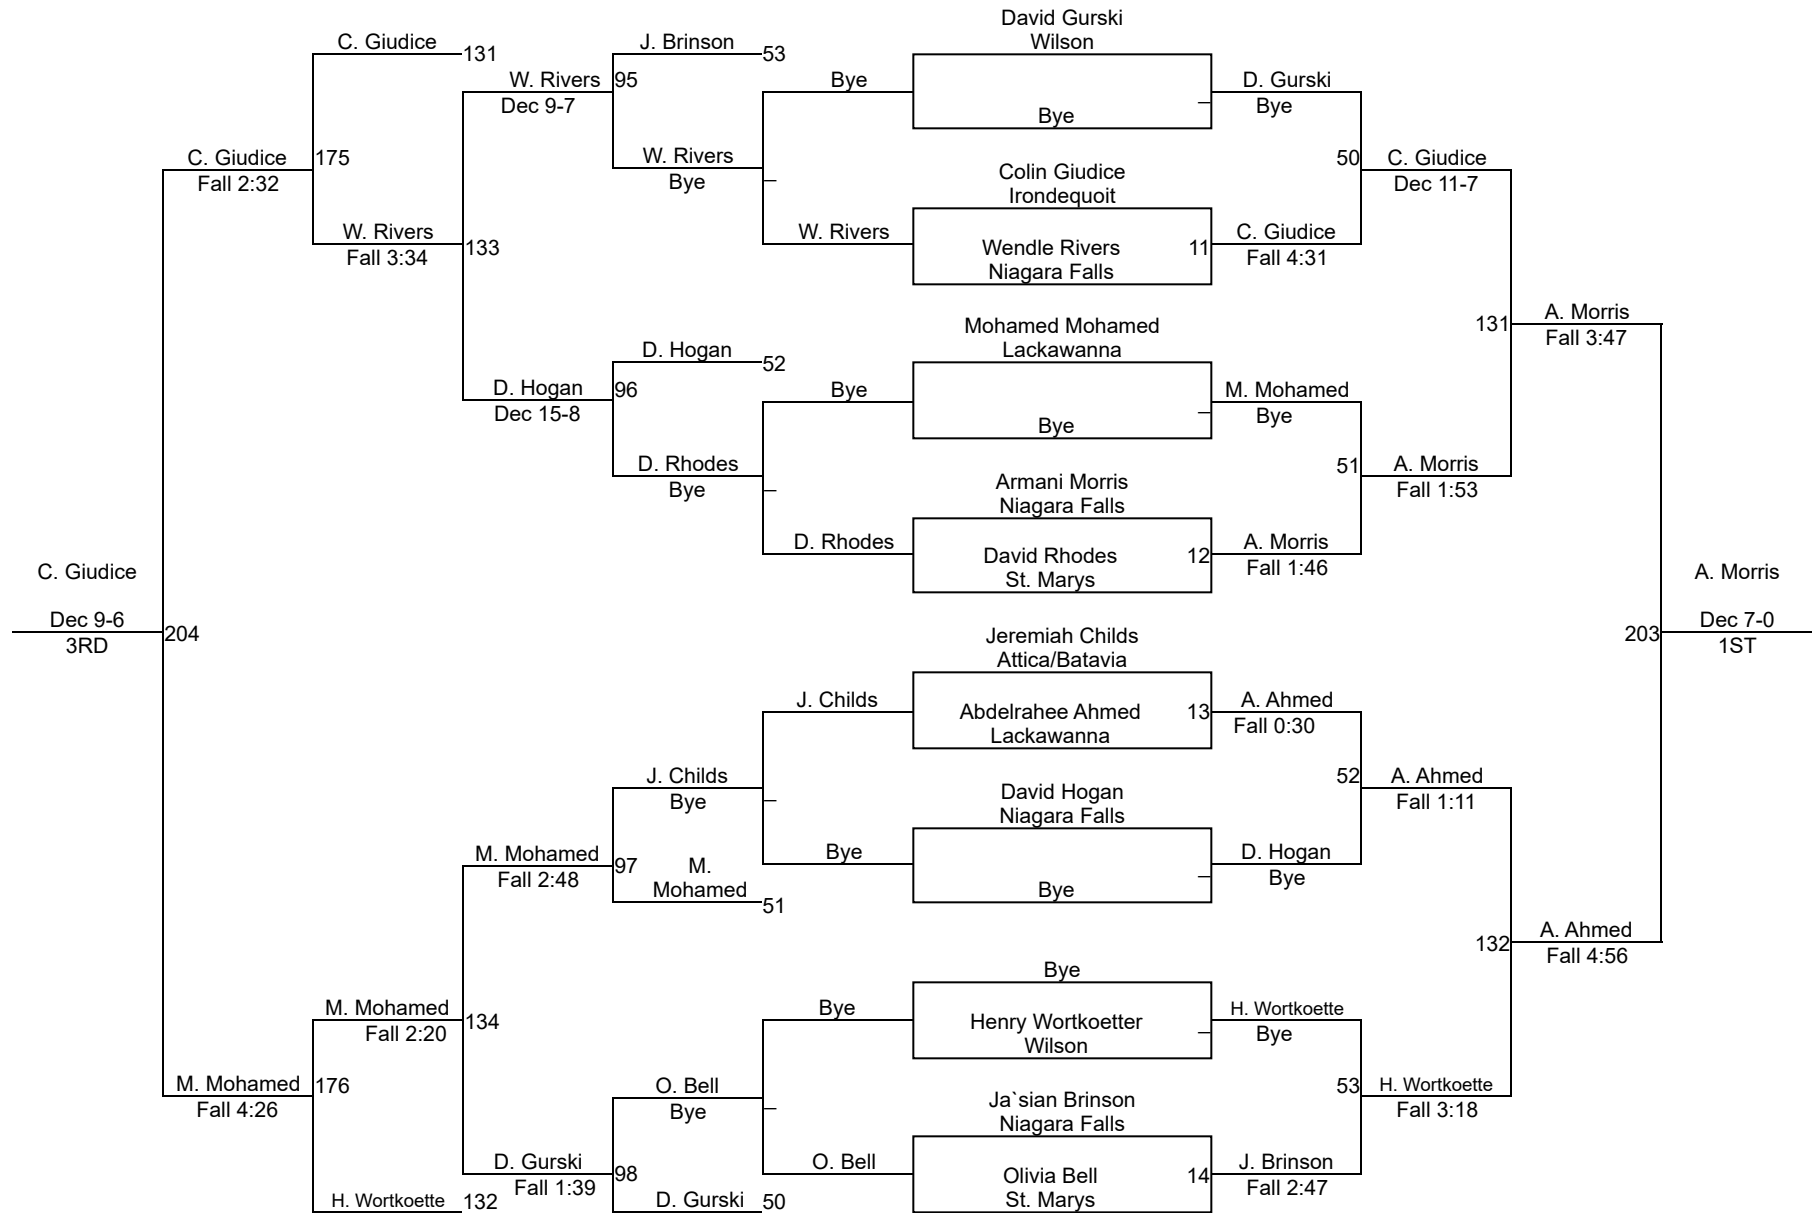 David Gurski
Wilson
C. Giudice
131
J. Brinson
53
W. Rivers
95
Dec 9-7
Bye
D. Gurski
Bye
Bye
C. Giudice
175
Fall 2:32
W. Rivers
Bye
Colin Giudice
Irondequoit
50
C. Giudice
Dec 11-7
W. Rivers
Fall 3:34
133
W. Rivers
Wendle Rivers
Niagara Falls
11
C. Giudice
Fall 4:31
Mohamed Mohamed
Lackawanna
131
A. Morris
Fall 3:47
D. Hogan
52
D. Hogan
96
Dec 15-8
Bye
Bye
M. Mohamed
Bye
D. Rhodes
Bye
Armani Morris
Niagara Falls
51
A. Morris
Fall 1:53
D. Rhodes
David Rhodes
St. Marys
12
A. Morris
Fall 1:46
C. Giudice
Dec 9-6
3RD
204
A. Morris
203
Dec 7-0
1ST
Jeremiah Childs
Attica/Batavia
J. Childs
Abdelrahee Ahmed
Lackawanna
13
A. Ahmed
Fall 0:30
J. Childs
Bye
David Hogan
Niagara Falls
52
A. Ahmed
Fall 1:11
M. Mohamed
97
Fall 2:48
M.
Mohamed
51
Bye
Bye
D. Hogan
Bye
132
A. Ahmed
Fall 4:56
Bye
M. Mohamed
134
Fall 2:20
Bye
Henry Wortkoetter
Wilson
H. Wortkoette
Bye
M. Mohamed
176
Fall 4:26
O. Bell
Bye
Ja`sian Brinson
Niagara Falls
53
H. Wortkoette
Fall 3:18
D. Gurski
98
Fall 1:39
O. Bell
Olivia Bell
St. Marys
14
J. Brinson
Fall 2:47
H. Wortkoette
132
D. Gurski
50